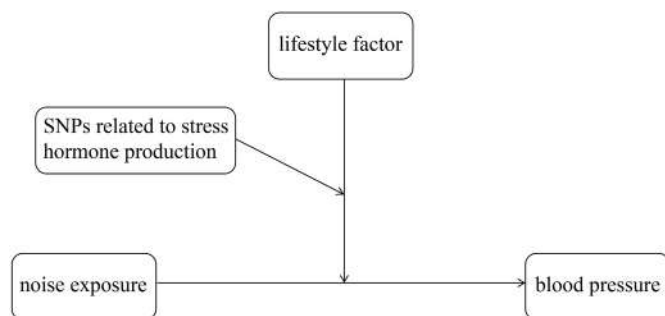 lifestyle factor
SNPs related to stress
hormone production
noise exposure
blood pressure